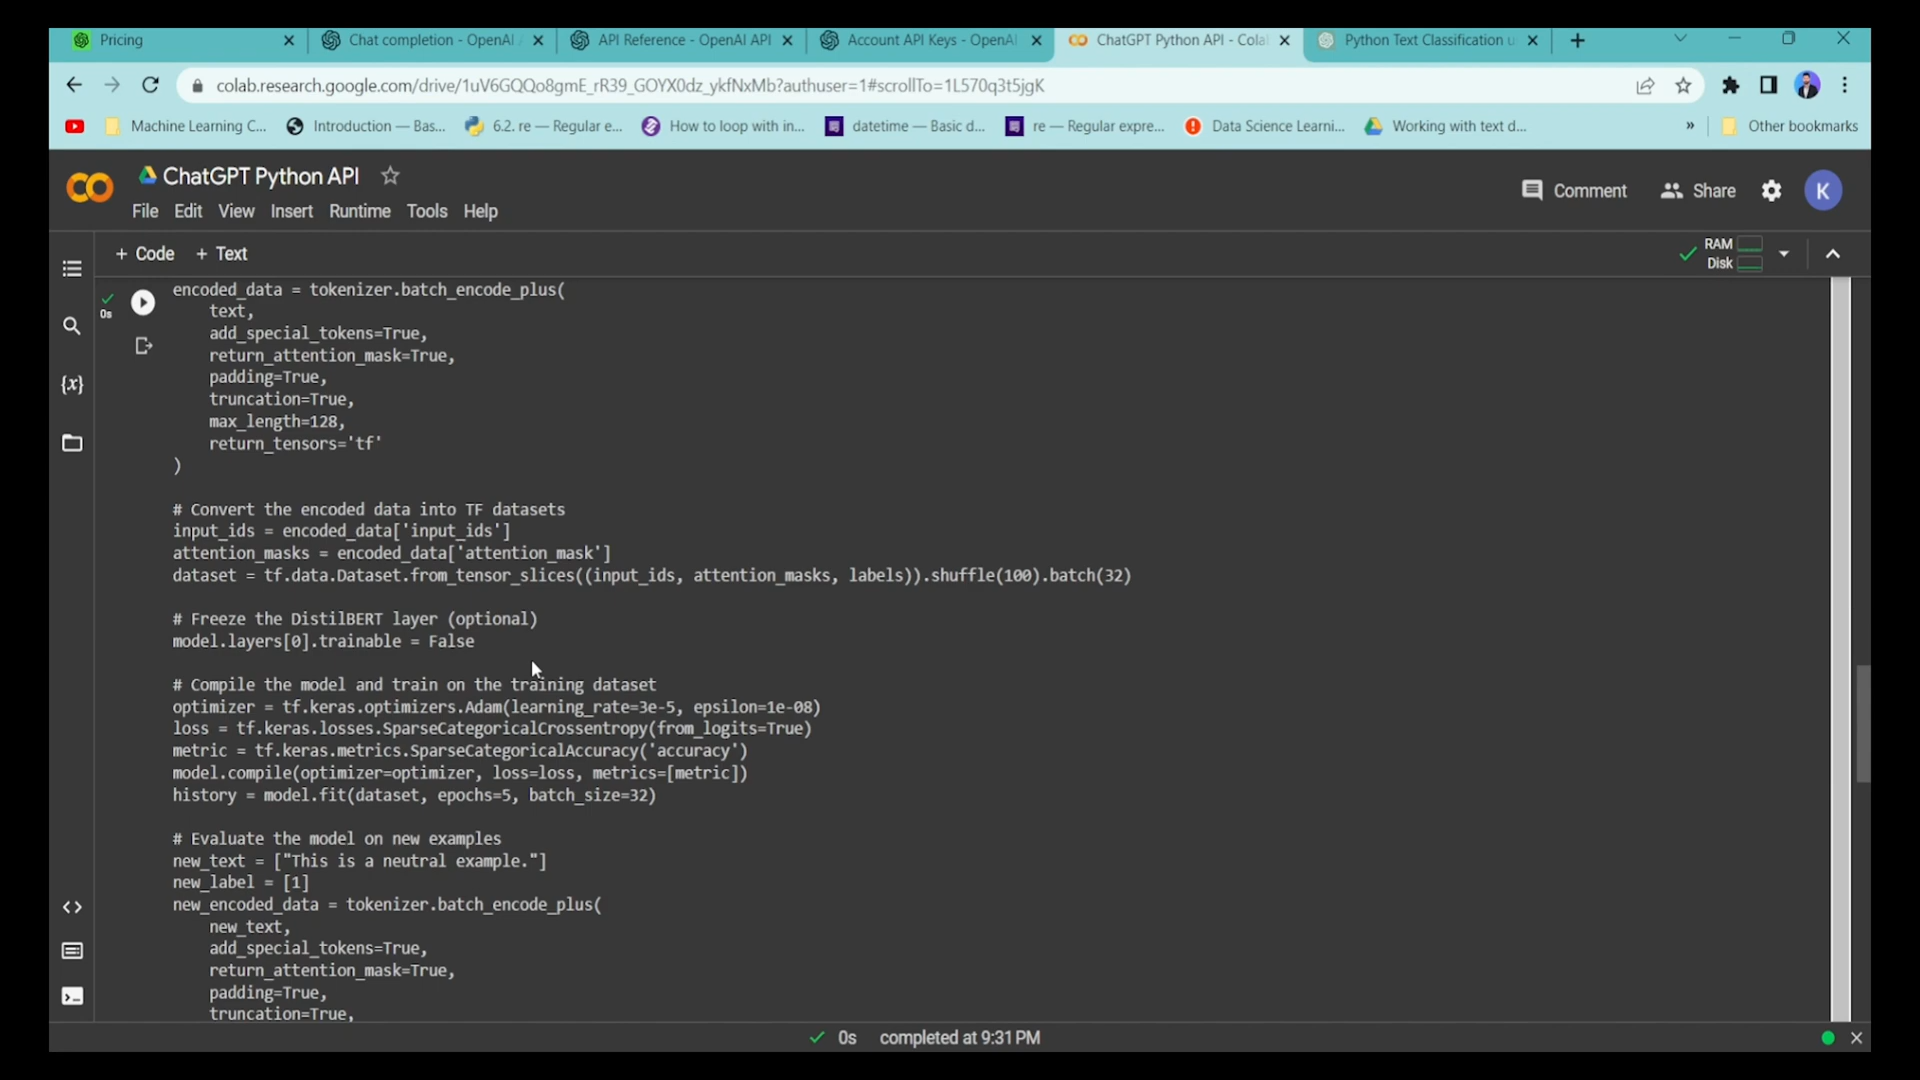 Pricing
Chat completion - OpenAI
API Reference - OpenAI API
Account API Keys - OpenAI
ChatGPT Python API - Cola
Python Text Classification u
colab.research.google.com/drive/1uV6GQQo8gmE_rR39_GOYX0dz_ykfNxMb?authuser=1#scrollTo=1L570q3t5jgK
Machine Learning C...
Introduction — Bas...
6.2. re — Regular e...
How to loop with in...
datetime — Basic d...
re — Regular expre...
Data Science Learni...
Working with text d...
»
Other bookmarks
CO
ChatGPT Python API
Comment
Share
K
File Edit View Insert Runtime Tools Help
+ Code + Text
RAM
Disk
encoded_data = tokenizer.batch_encode_plus(
0s
text,
add_special_tokens=True,
return_attention_mask=True,
padding=True,
truncation=True,
max_length=128,
return_tensors='tf'
)
# Convert the encoded data into TF datasets
input_ids = encoded_data['input_ids']
attention_masks = encoded_data['attention_mask']
dataset = tf.data.Dataset.from_tensor_slices((input_ids, attention_masks, labels)).shuffle(100).batch(32)
# Freeze the DistilBERT layer (optional)
model.layers[0].trainable = False
# Compile the model and train on the training dataset
optimizer = tf.keras.optimizers.Adam(learning_rate=3e-5, epsilon=1e-08)
loss = tf.keras.losses.SparseCategoricalCrossentropy(from_logits=True)
metric = tf.keras.metrics.SparseCategoricalAccuracy('accuracy')
model.compile(optimizer=optimizer, loss=loss, metrics=[metric])
history = model.fit(dataset, epochs=5, batch_size=32)
# Evaluate the model on new examples
new_text = ["This is a neutral example."]
new_label = [1]
new_encoded_data = tokenizer.batch_encode_plus(
new_text,
add_special_tokens=True,
return_attention_mask=True,
padding=True,
truncation=True,
0s completed at 9:31 PM